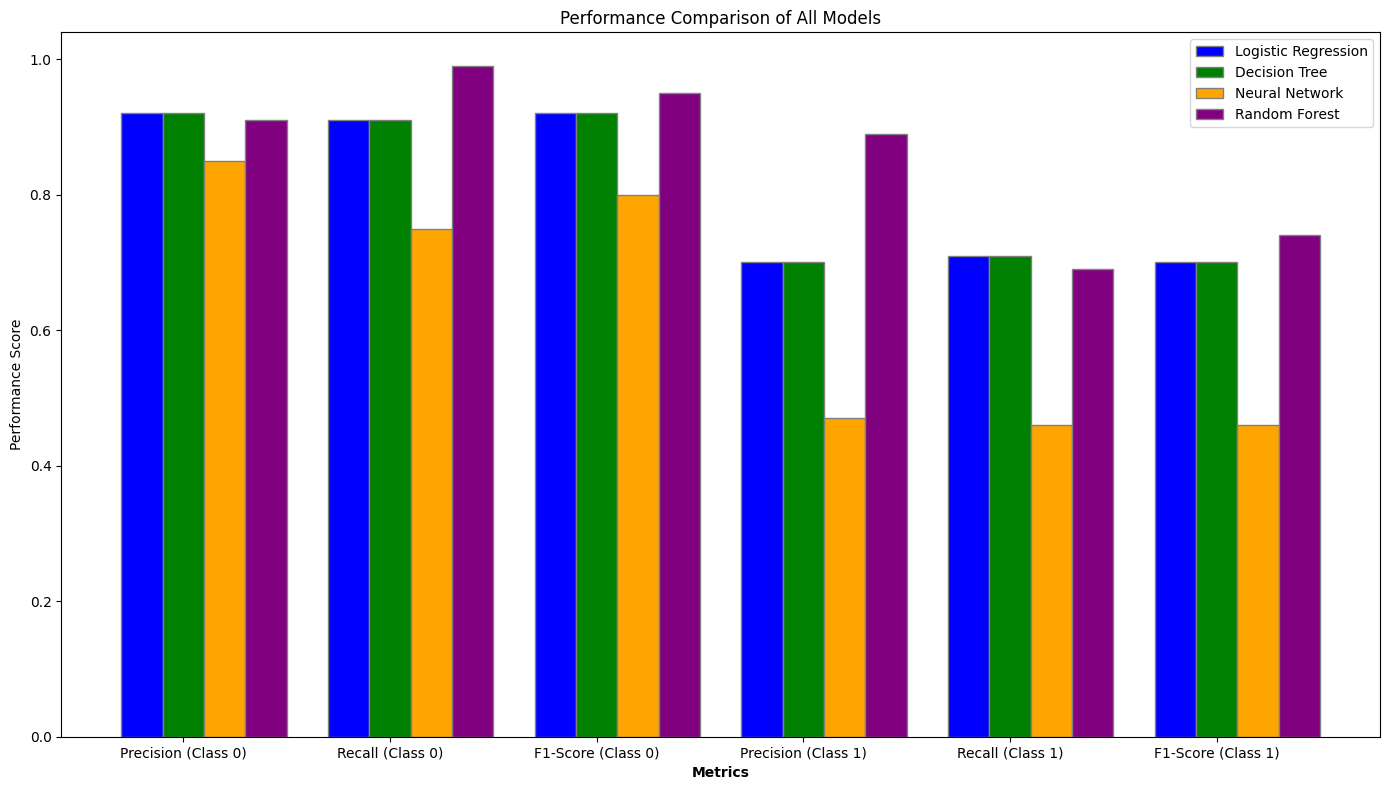 Performance Comparison of All Models
Logistic Regression
Decision Tree
Neural Network
Random Forest
Performance Score
1.0
0.8
0.6
0.4
0.2
0.0
Precision (Class 0)
Recall (Class 0)
F1-Score (Class 0)
Precision (Class 1)
Recall (Class 1)
F1-Score (Class 1)
Metrics